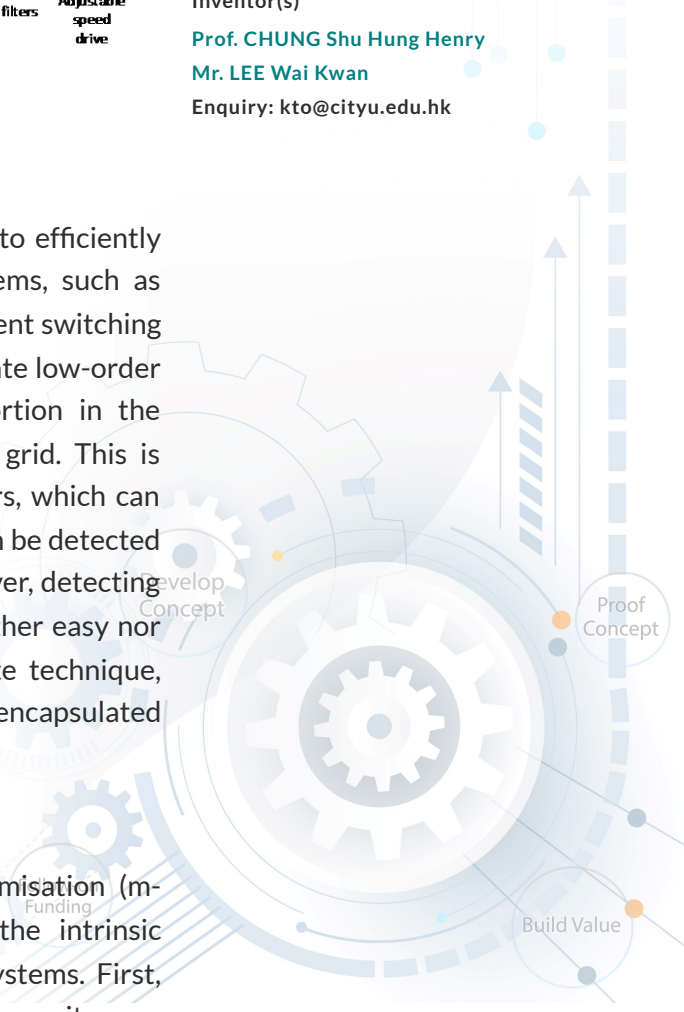 filters
Adjustable
speed
drive
Inventor(s)
Prof. CHUNG Shu Hung Henry
Mr. LEE Wai Kwan
Enquiry: kto@cityu.edu.hk
to efficiently
ems, such as
ent switching
ate low-order
ortion in the
grid. This is
rs, which can
n be detected
ver, detecting
ther easy nor
te technique,
encapsulated
Develop
Concept
Proof
Concept
misation (m-
the intrinsic
ystems. First,
Funding
Build Value